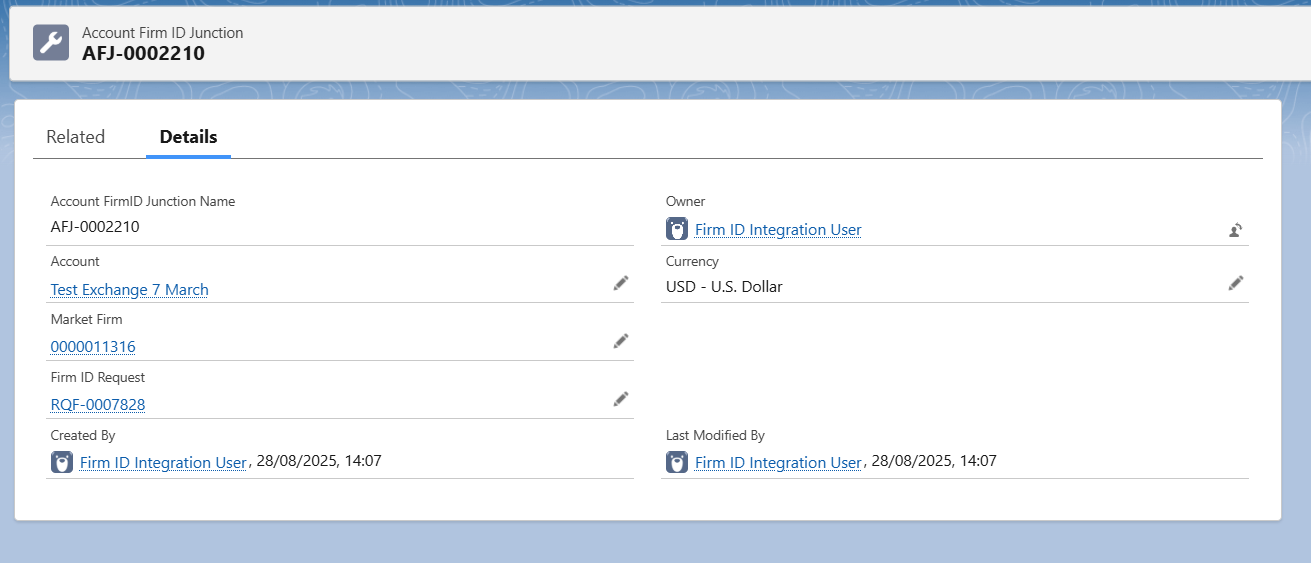 Account Firm ID Junction
AFJ-0002210
Related Details
Account FirmID Junction Name
AFJ-0002210
Owner
Firm ID Integration User
Account
Test Exchange 7 March
Currency
USD - U.S. Dollar
Market Firm
0000011316
Firm ID Request
RQF-0007828
Created By
Firm ID Integration User, 28/08/2025, 14:07
Last Modified By
Firm ID Integration User, 28/08/2025, 14:07